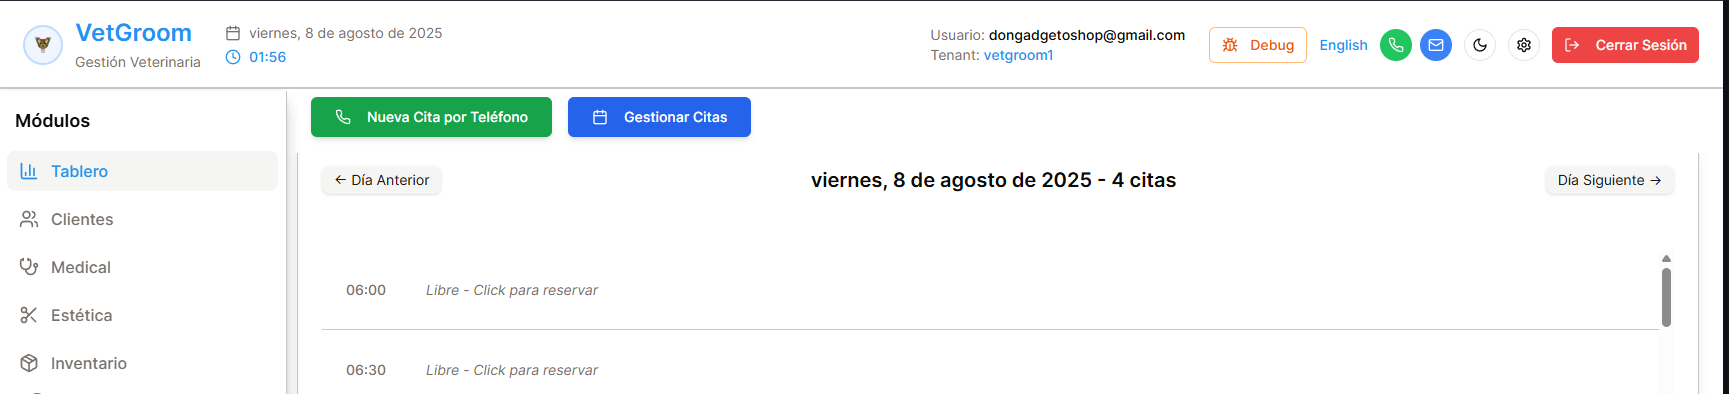 VetGroom
Gestión Veterinaria
viernes, 8 de agosto de 2025
01:56
Usuario: dongadgetoshop@gmail.com
Tenant: vetgroom1
Debug
English
Cerrar Sesión
Módulos
Tablero
Clientes
Medical
Estética
Inventario
Nueva Cita por Teléfono
Gestionar Citas
← Día Anterior
viernes, 8 de agosto de 2025 - 4 citas
Día Siguiente →
06:00 Libre - Click para reservar
06:30 Libre - Click para reservar